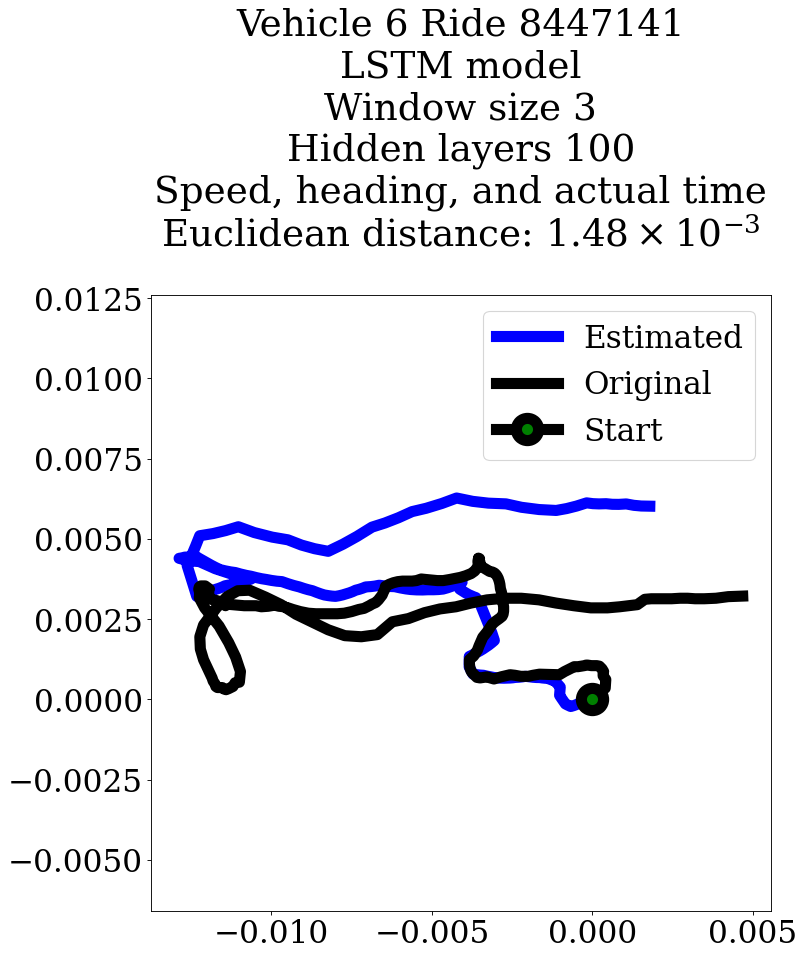 Vehicle 6 Ride 8447141
LSTM model
Window size 3
Hidden layers 100
Speed, heading, and actual time
Euclidean distance: 1.48 × 10⁻³
0.0125
0.0100
0.0075
0.0050
0.0025
0.0000
−0.0025
−0.0050
Estimated
Original
Start
−0.010
−0.005
0.000
0.005